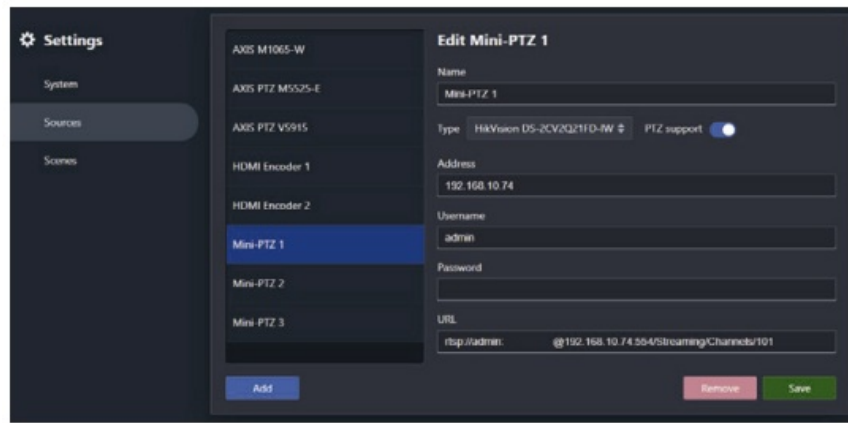 Settings
System
Sources
Scenes
AXIS M1065-W
AXIS PTZ M5525-E
AXIS PTZ V5915
HDMI Encoder 1
HDMI Encoder 2
Mini-PTZ 1
Mini-PTZ 2
Mini-PTZ 3
Add
Edit Mini-PTZ 1
Name
Mini-PTZ 1
Type HikVision DS-2CV2Q21FD-IW PTZ support
Address
192.168.10.74
Username
admin
Password
URL
rtsp://admin: @192.168.10.74:554/Streaming/Channels/101
Remove Save